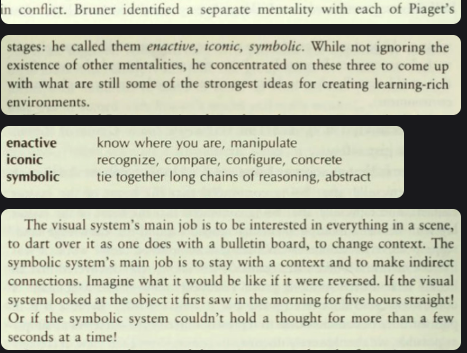 in conflict. Bruner identified a separate mentality with each of Piaget's
stages: he called them enactive, iconic, symbolic. While not ignoring the
existence of other mentalities, he concentrated on these three to come up
with what are still some of the strongest ideas for creating learning-rich
environments.
enactive know where you are, manipulate
iconic recognize, compare, configure, concrete
symbolic tie together long chains of reasoning, abstract
The visual system's main job is to be interested in everything in a scene,
to dart over it as one does with a bulletin board, to change context. The
symbolic system's main job is to stay with a context and to make indirect
connections. Imagine what it would be like if it were reversed. If the visual
system looked at the object it first saw in the morning for five hours straight!
Or if the symbolic system couldn't hold a thought for more than a few
seconds at a time!